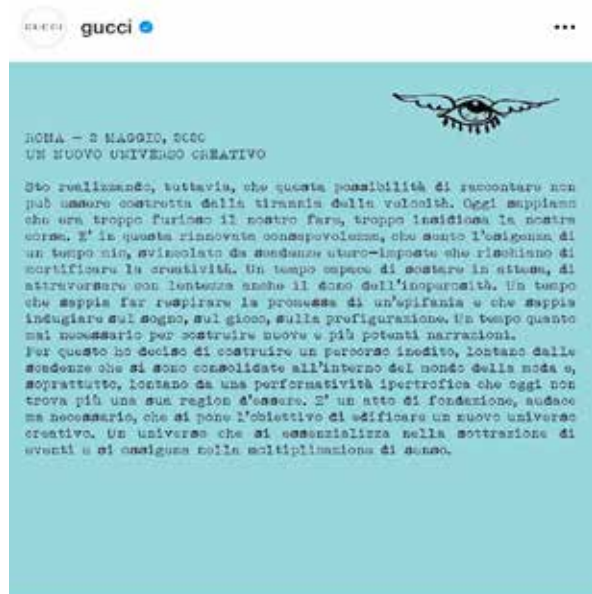 GUCCI gucci
ROMA — 2 MAGGIO, 2020
UN NUOVO UNIVERSO CREATIVO
Sto realizzando, tuttavia, che questa possibilità di raccontare non
può essere costretta dalla tirannia della velocità. Oggi sappiamo
che era troppo furioso il nostro fare, troppo insidiosa la nostra
corsa. E' in questa rinnovata consapevolezza, che sento l'esigenza di
un tempo mio, svincolato da scadenze etero-imposte che rischiano di
mortificare la creatività. Un tempo capace di sostare in attesa, di
attraversare con lentezza anche il dono dell'inoperosità. Un tempo
che sappia far respirare la promessa di un'epifania e che sappia
indugiare sul sogno, sul gioco, sulla prefigurazione. Un tempo quanto
mai necessario per costruire nuove e più potenti narrazioni.
Per questo ho deciso di costruire un percorso inedito, lontano dalle
scadenze che si sono consolidate all'interno del mondo della moda e,
soprattutto, lontano da una performatività ipertrofica che oggi non
trova più una sua region d'essere. E' un atto di fondazione, audace
ma necessario, che si pone l'obiettivo di edificare un nuovo universo
creativo. Un universo che si essenzializza nella sottrazione di
eventi e si ossigena nella moltiplicazione di senso.